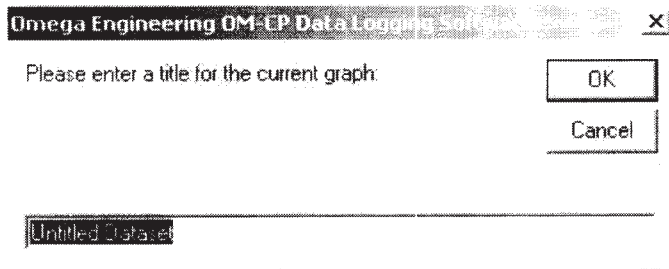 Omega Engineering OM-CP Data Logging
Please enter a title for the current graph:
OK
Cancel
Untitled Dataset